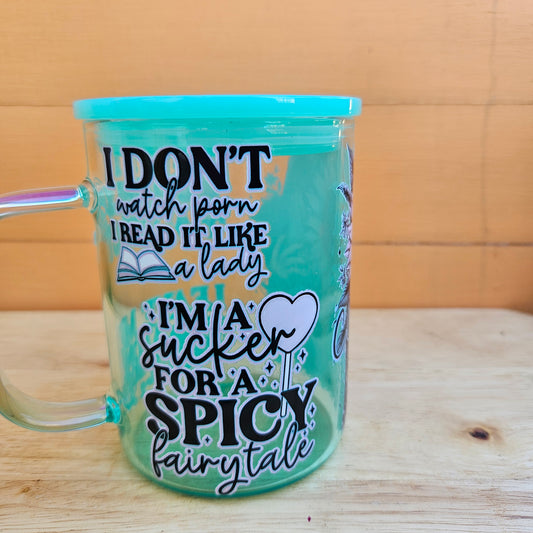 I DON'T
watch porn
I READ IT LIKE
a lady
I'M A
sucker
FOR A
SPICY
fairytale